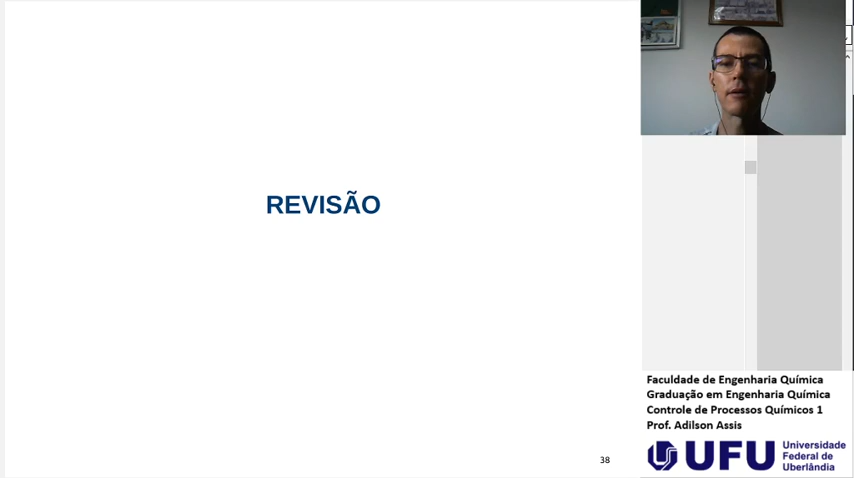 REVISÃO
38
Faculdade de Engenharia Química
Graduação em Engenharia Química
Controle de Processos Químicos 1
Prof. Adilson Assis
UFU
Universidade
Federal de
Uberlândia